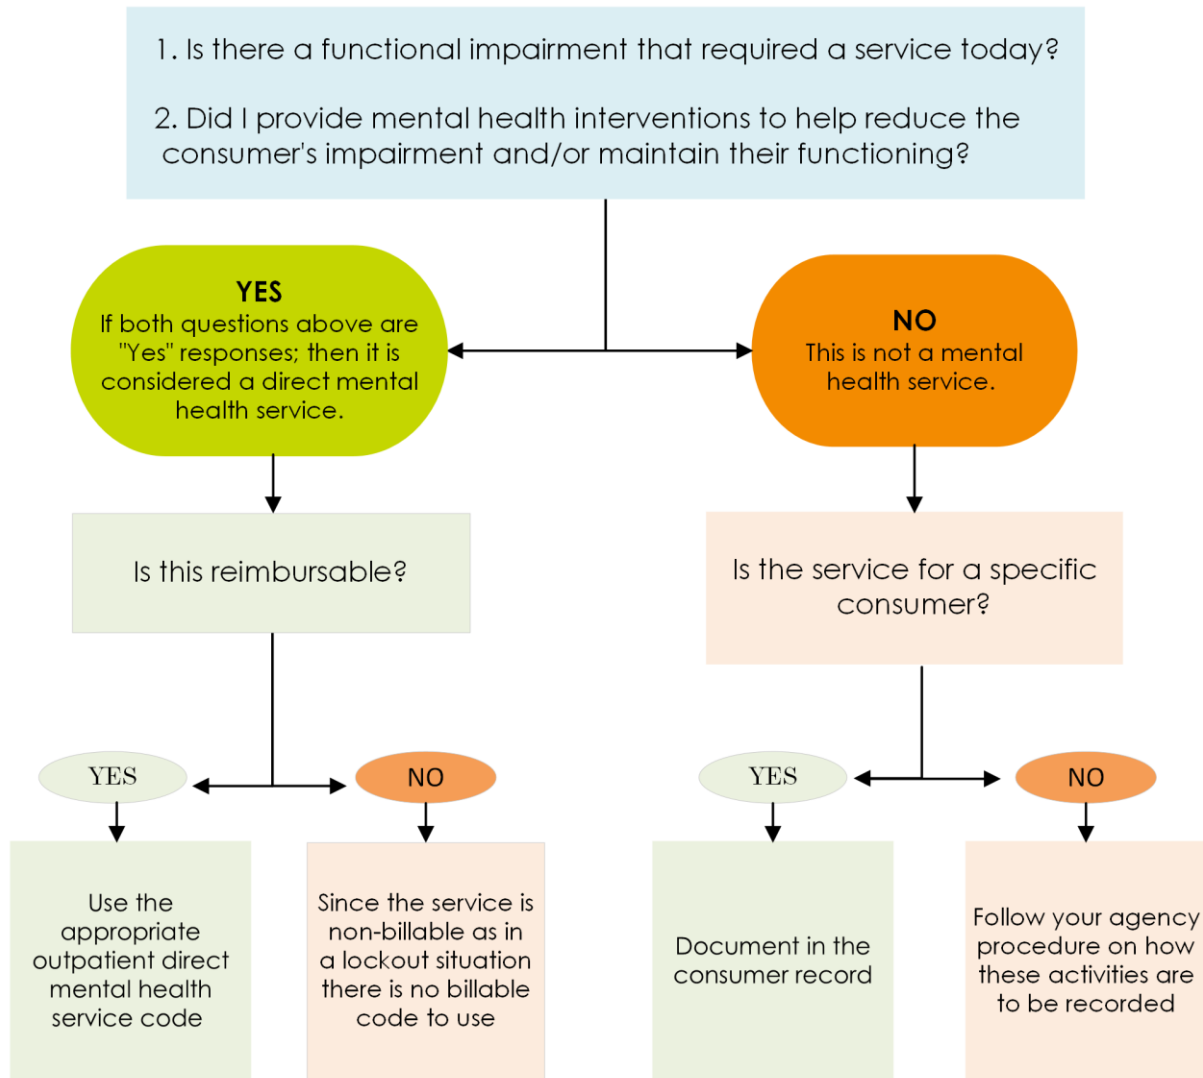 1. Is there a functional impairment that required a service today?
2. Did I provide mental health interventions to help reduce the
consumer's impairment and/or maintain their functioning?
YES
If both questions above are
"Yes" responses; then it is
considered a direct mental
health service.
NO
This is not a mental
health service.
Is this reimbursable?
Is the service for a specific
consumer?
YES
NO
YES
NO
Use the
appropriate
outpatient direct
mental health
service code
Since the service is
non-billable as in
a lockout situation
there is no billable
code to use
Document in the
consumer record
Follow your agency
procedure on how
these activities are
to be recorded